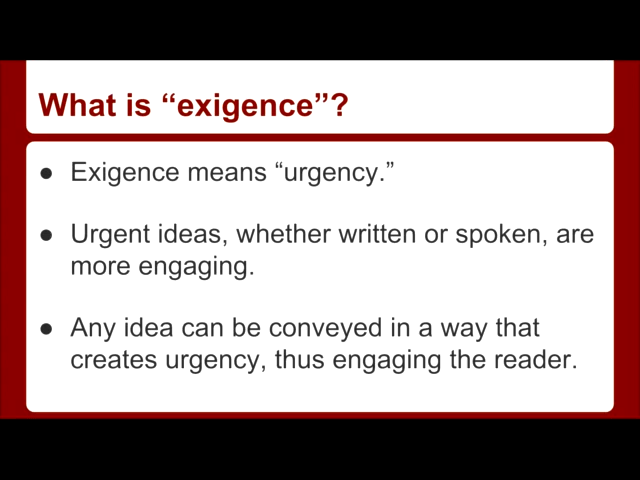 What is “exigence”?
● Exigence means “urgency.”
● Urgent ideas, whether written or spoken, are
more engaging.
● Any idea can be conveyed in a way that
creates urgency, thus engaging the reader.